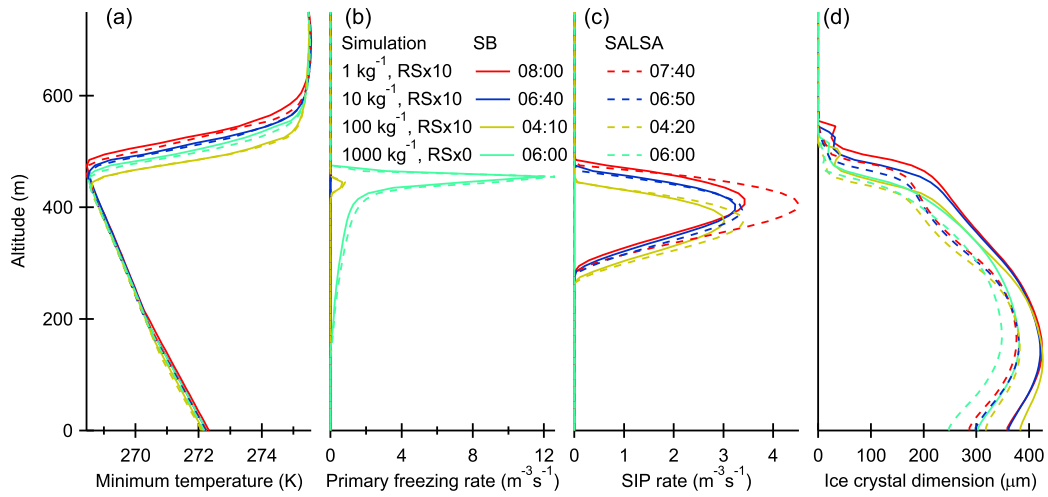 (a) (b) (c) (d)
Simulation SB SALSA
1 kg⁻¹, RSx10 08:00 07:40
10 kg⁻¹, RSx10 06:40 06:50
100 kg⁻¹, RSx10 04:10 04:20
1000 kg⁻¹, RSx0 06:00 06:00
Altitude (m)
600
400
200
0
270 272 274 0 4 8 12 0 1 2 3 4 0 100 200 300 400
Minimum temperature (K) Primary freezing rate (m⁻³s⁻¹) SIP rate (m⁻³s⁻¹) Ice crystal dimension (μm)